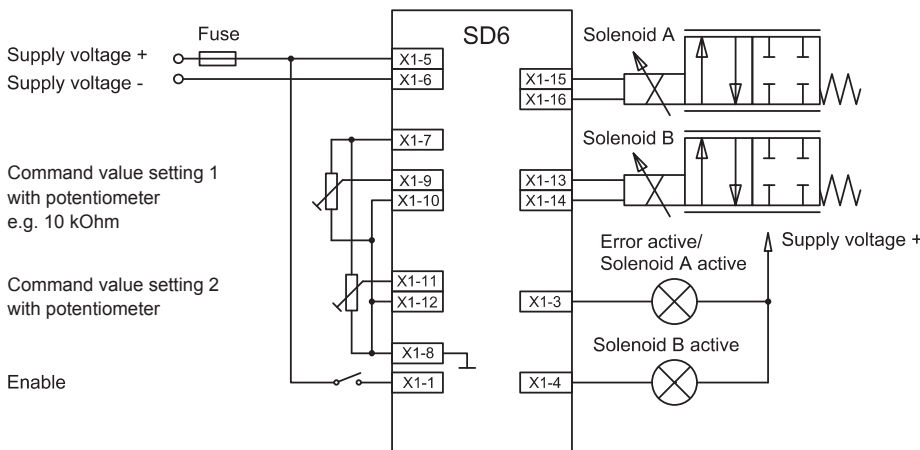 Fuse
SD6
Supply voltage +
Supply voltage -
X1-5
X1-6
Solenoid A
X1-15
X1-16
X1-7
Solenoid B
Command value setting 1
with potentiometer
e.g. 10 kOhm
X1-9
X1-10
X1-13
X1-14
Error active/
Solenoid A active
Supply voltage +
Command value setting 2
with potentiometer
X1-11
X1-12
X1-3
X1-8
Solenoid B active
Enable
X1-1
X1-4